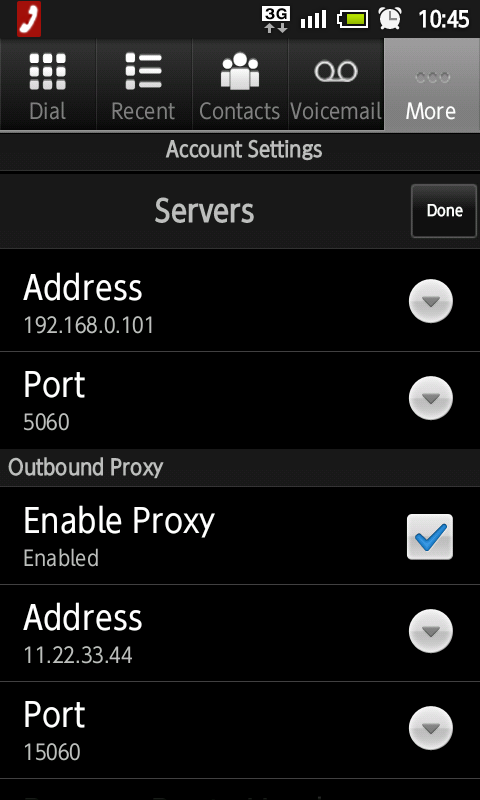 3G 10:45
Dial Recent Contacts Voicemail More
Account Settings
Servers Done
Address
192.168.0.101
Port
5060
Outbound Proxy
Enable Proxy
Enabled
Address
11.22.33.44
Port
15060